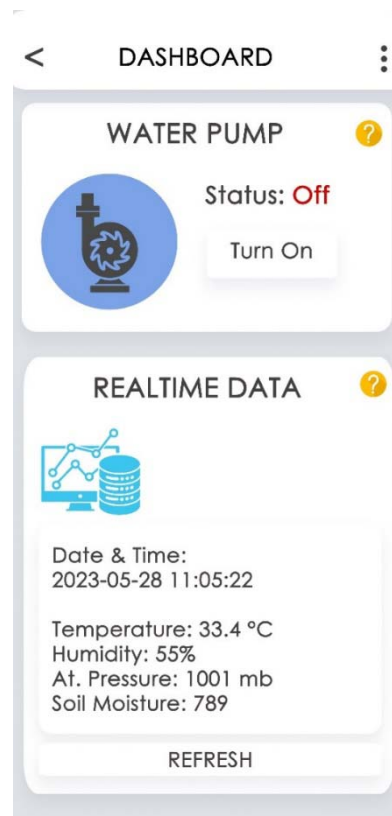 < DASHBOARD
WATER PUMP ?
Status: Off
Turn On
REALTIME DATA ?
Date & Time:
2023-05-28 11:05:22
Temperature: 33.4 °C
Humidity: 55%
At. Pressure: 1001 mb
Soil Moisture: 789
REFRESH